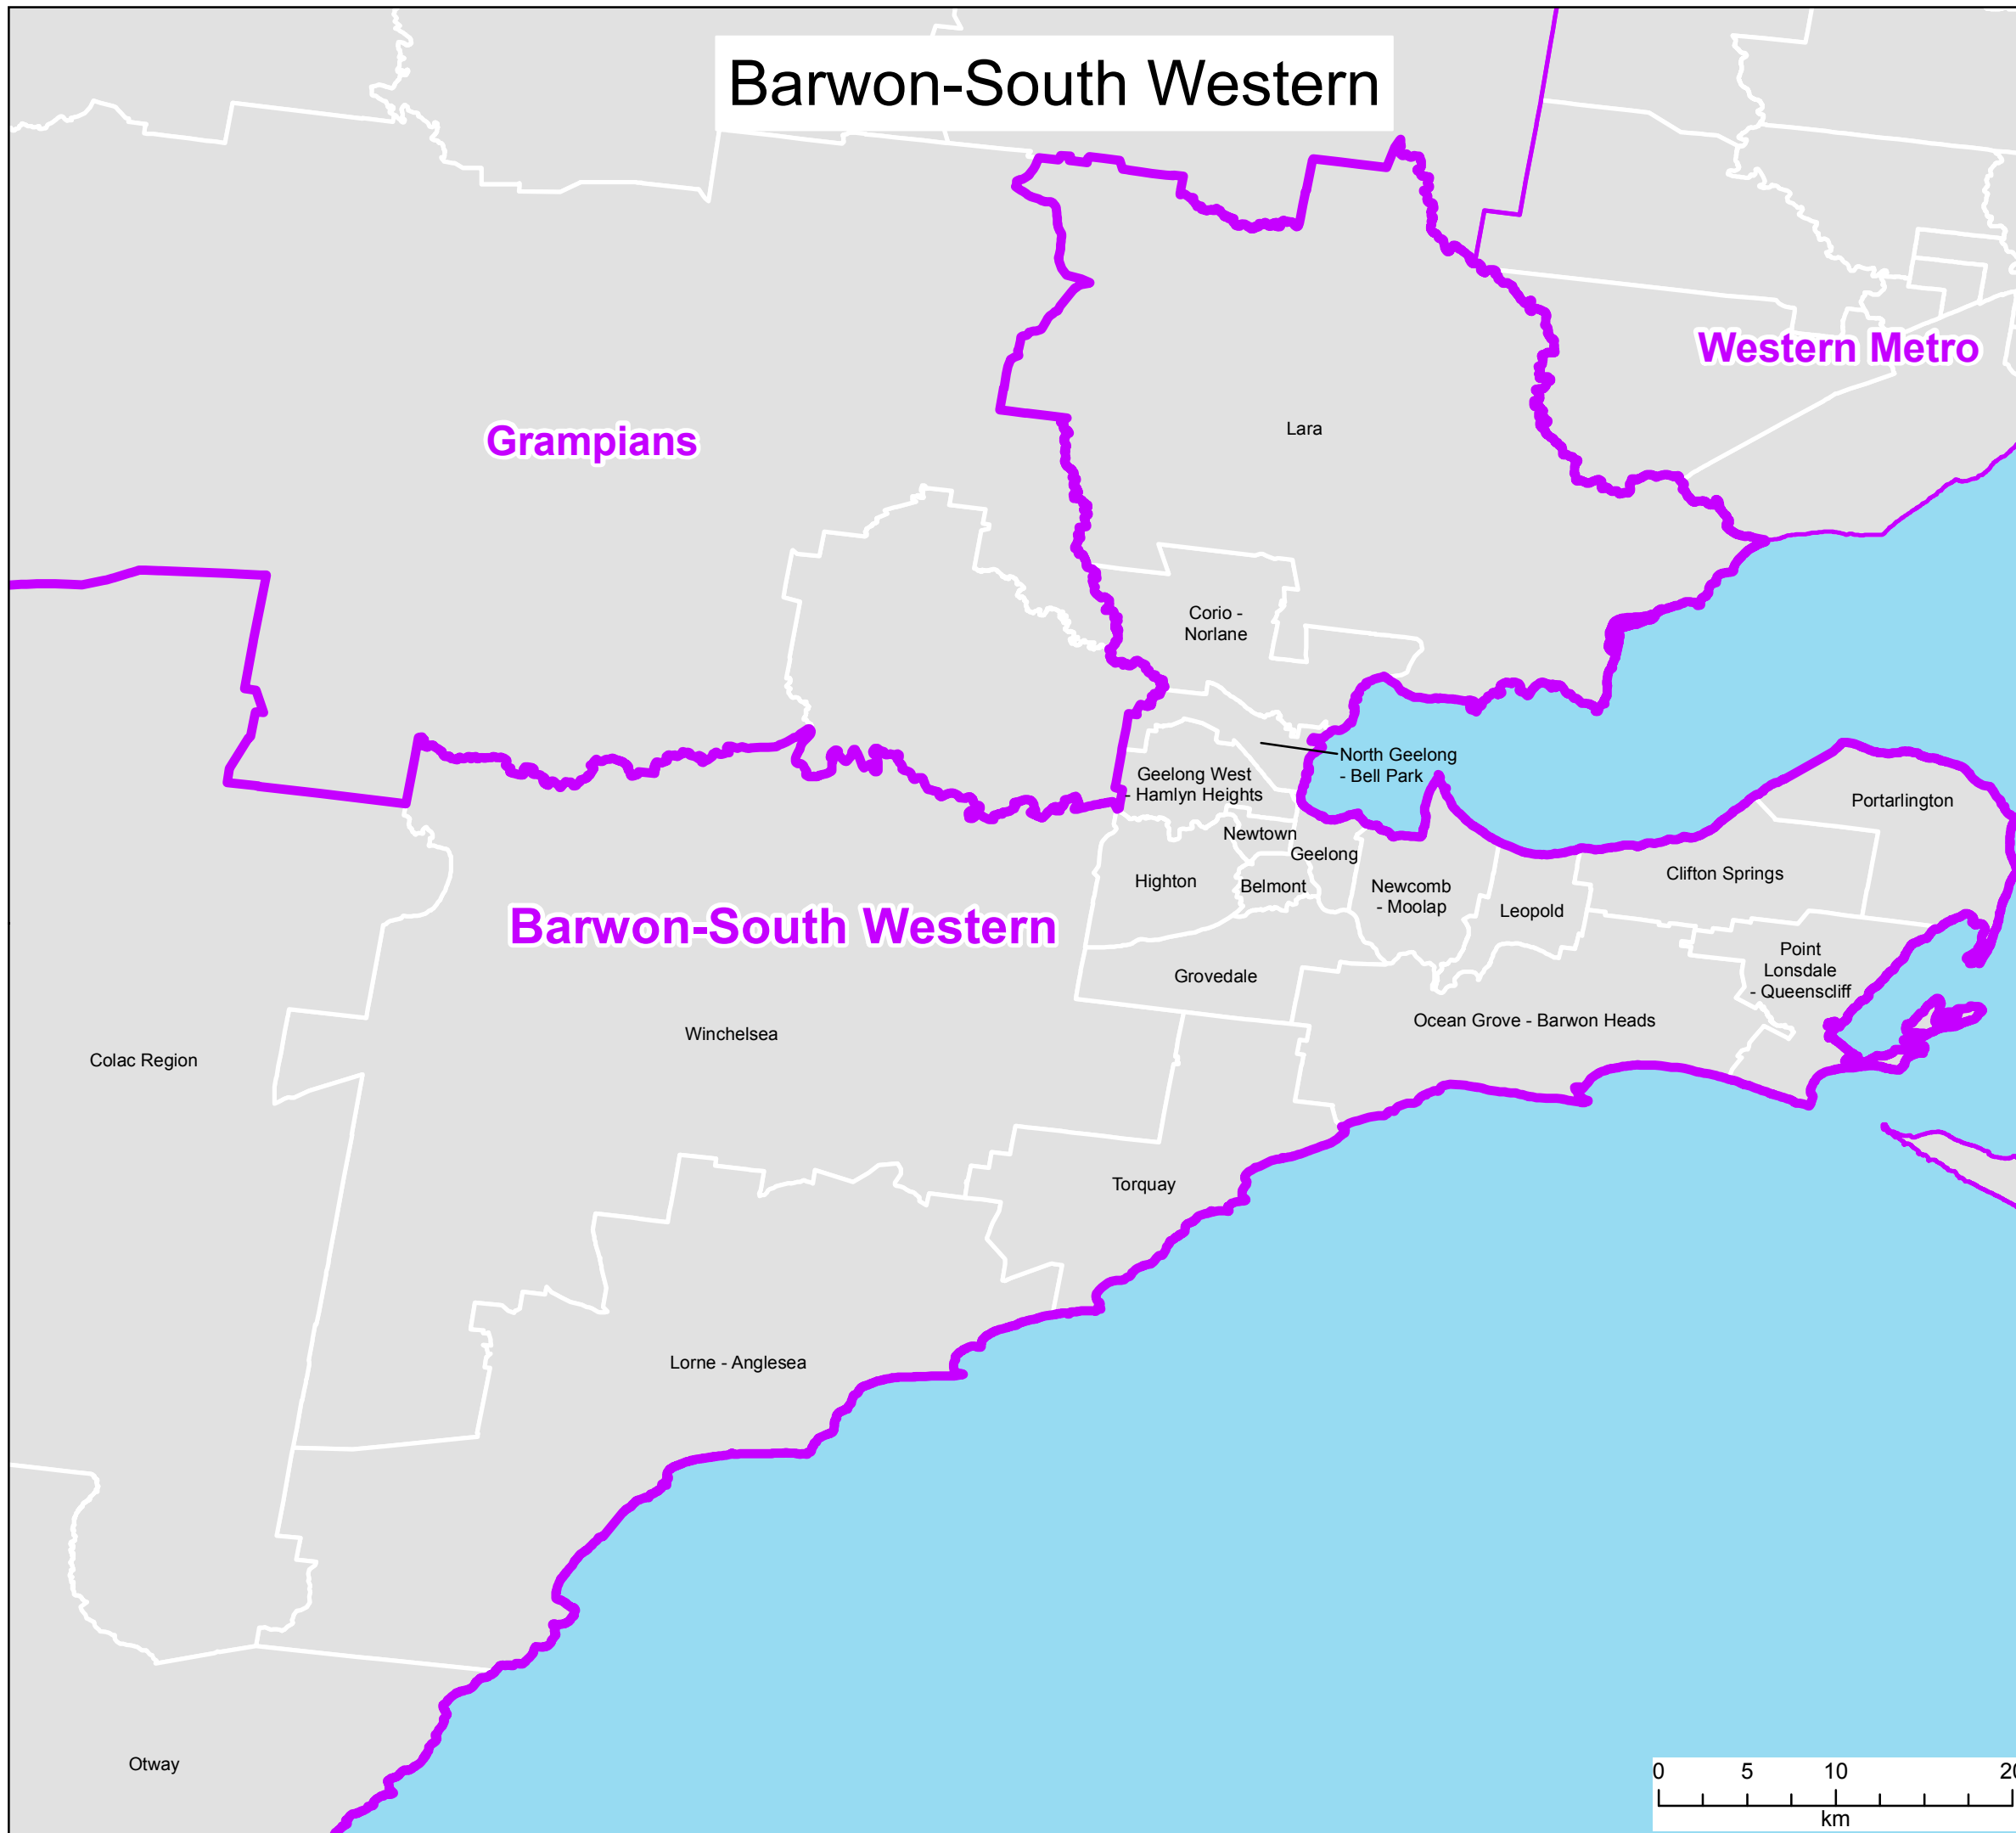 Barwon-South Western
Western Metro
Grampians
Lara
Corio -
Norlane
North Geelong
- Bell Park
Geelong West
- Hamlyn Heights
Portarlington
Newtown
Geelong
Clifton Springs
Highton
Belmont
Newcomb
- Moolap
Leopold
Barwon-South Western
Point
Lonsdale
- Queenscliff
Grovedale
Ocean Grove - Barwon Heads
Winchelsea
Colac Region
Torquay
Lorne - Anglesea
Otway
0 5 10 20
km